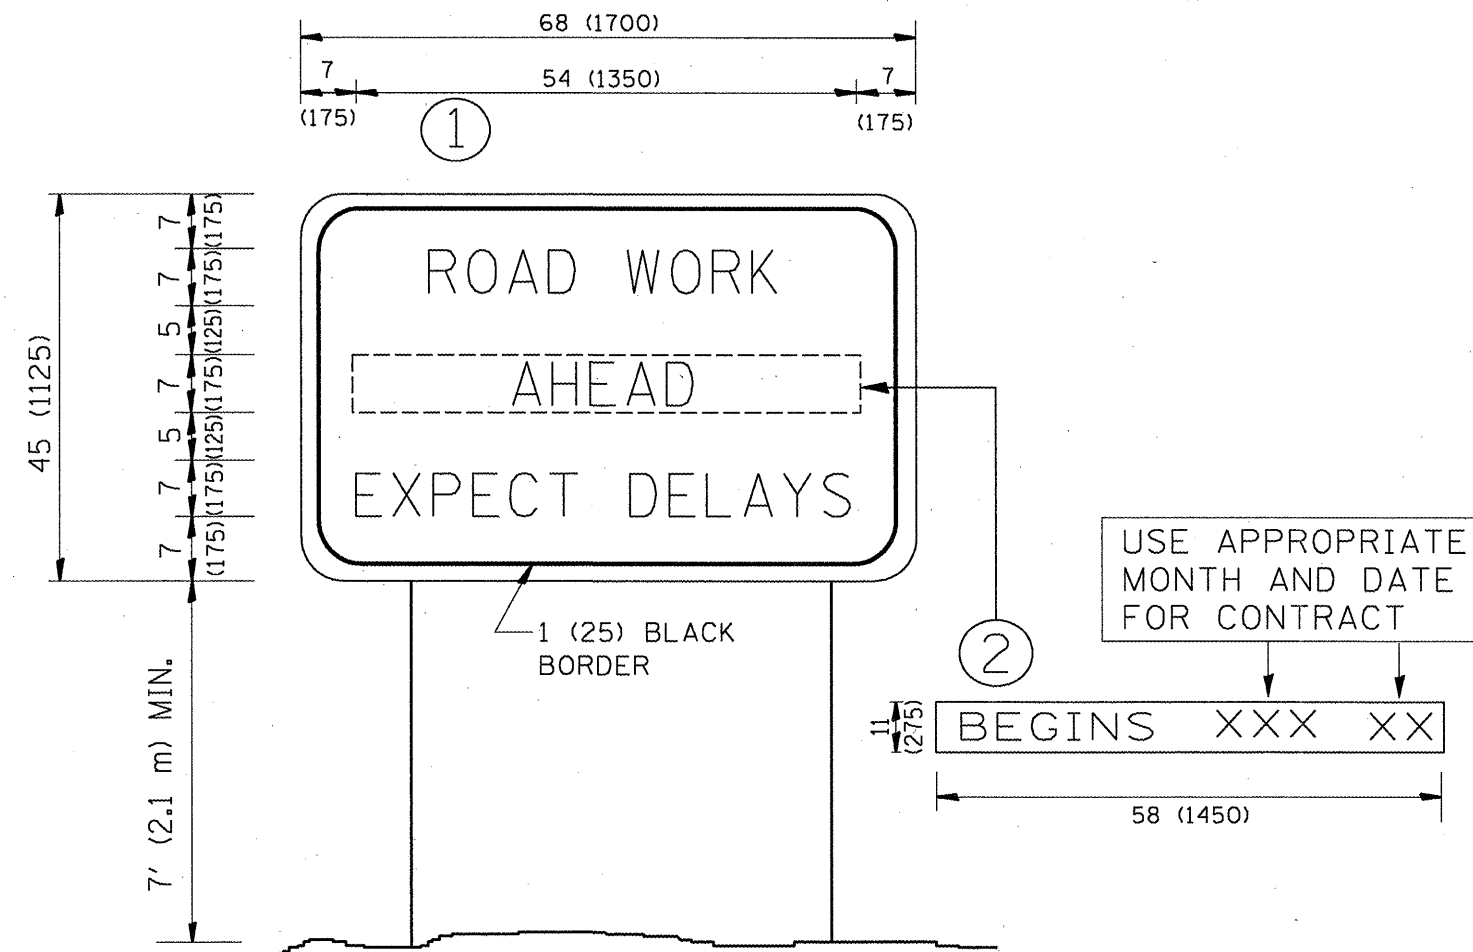 68 (1700)
7 54 (1350) 7
(175) (175)
1
45 (1125)
7 (175)
7 (175)
5 (125)
7 (175)
5 (125)
7 (175)
7 (175)
ROAD WORK
AHEAD
EXPECT DELAYS
1 (25) BLACK
BORDER
7' (2.1 m) MIN.
2
USE APPROPRIATE
MONTH AND DATE
FOR CONTRACT
11
(275)
BEGINS XXX XX
58 (1450)